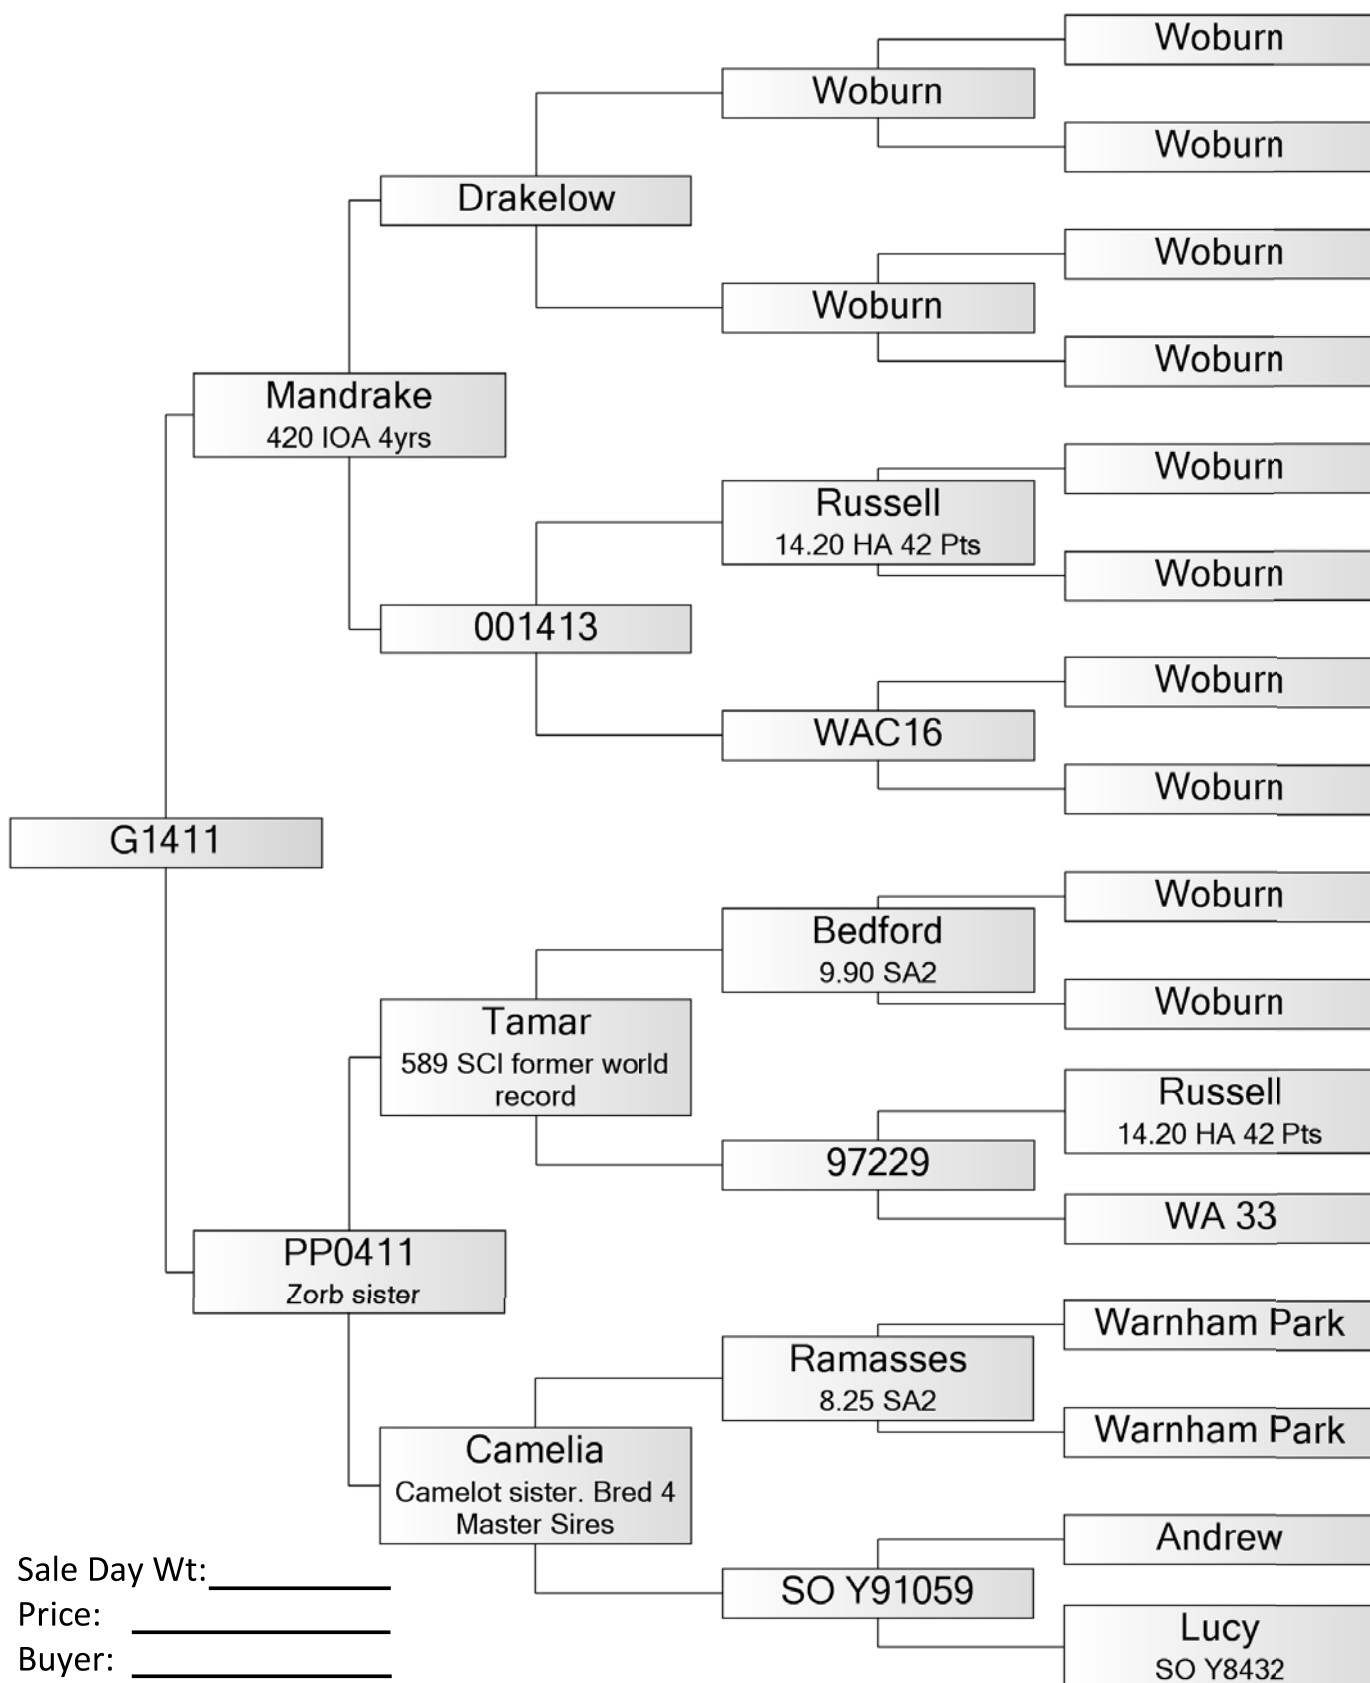 Woburn
Woburn
Woburn
Drakelow
Woburn
Woburn
Woburn
Mandrake
420 IOA 4yrs
Woburn
Russell
14.20 HA 42 Pts
Woburn
001413
Woburn
WAC16
Woburn
G1411
Woburn
Bedford
9.90 SA2
Woburn
Tamar
589 SCI former world
record
Russell
14.20 HA 42 Pts
97229
WA 33
PP0411
Zorb sister
Warnham Park
Ramasses
8.25 SA2
Warnham Park
Camelia
Camelot sister. Bred 4
Master Sires
Andrew
SO Y91059
Lucy
SO Y8432
Sale Day Wt:
Price:
Buyer: